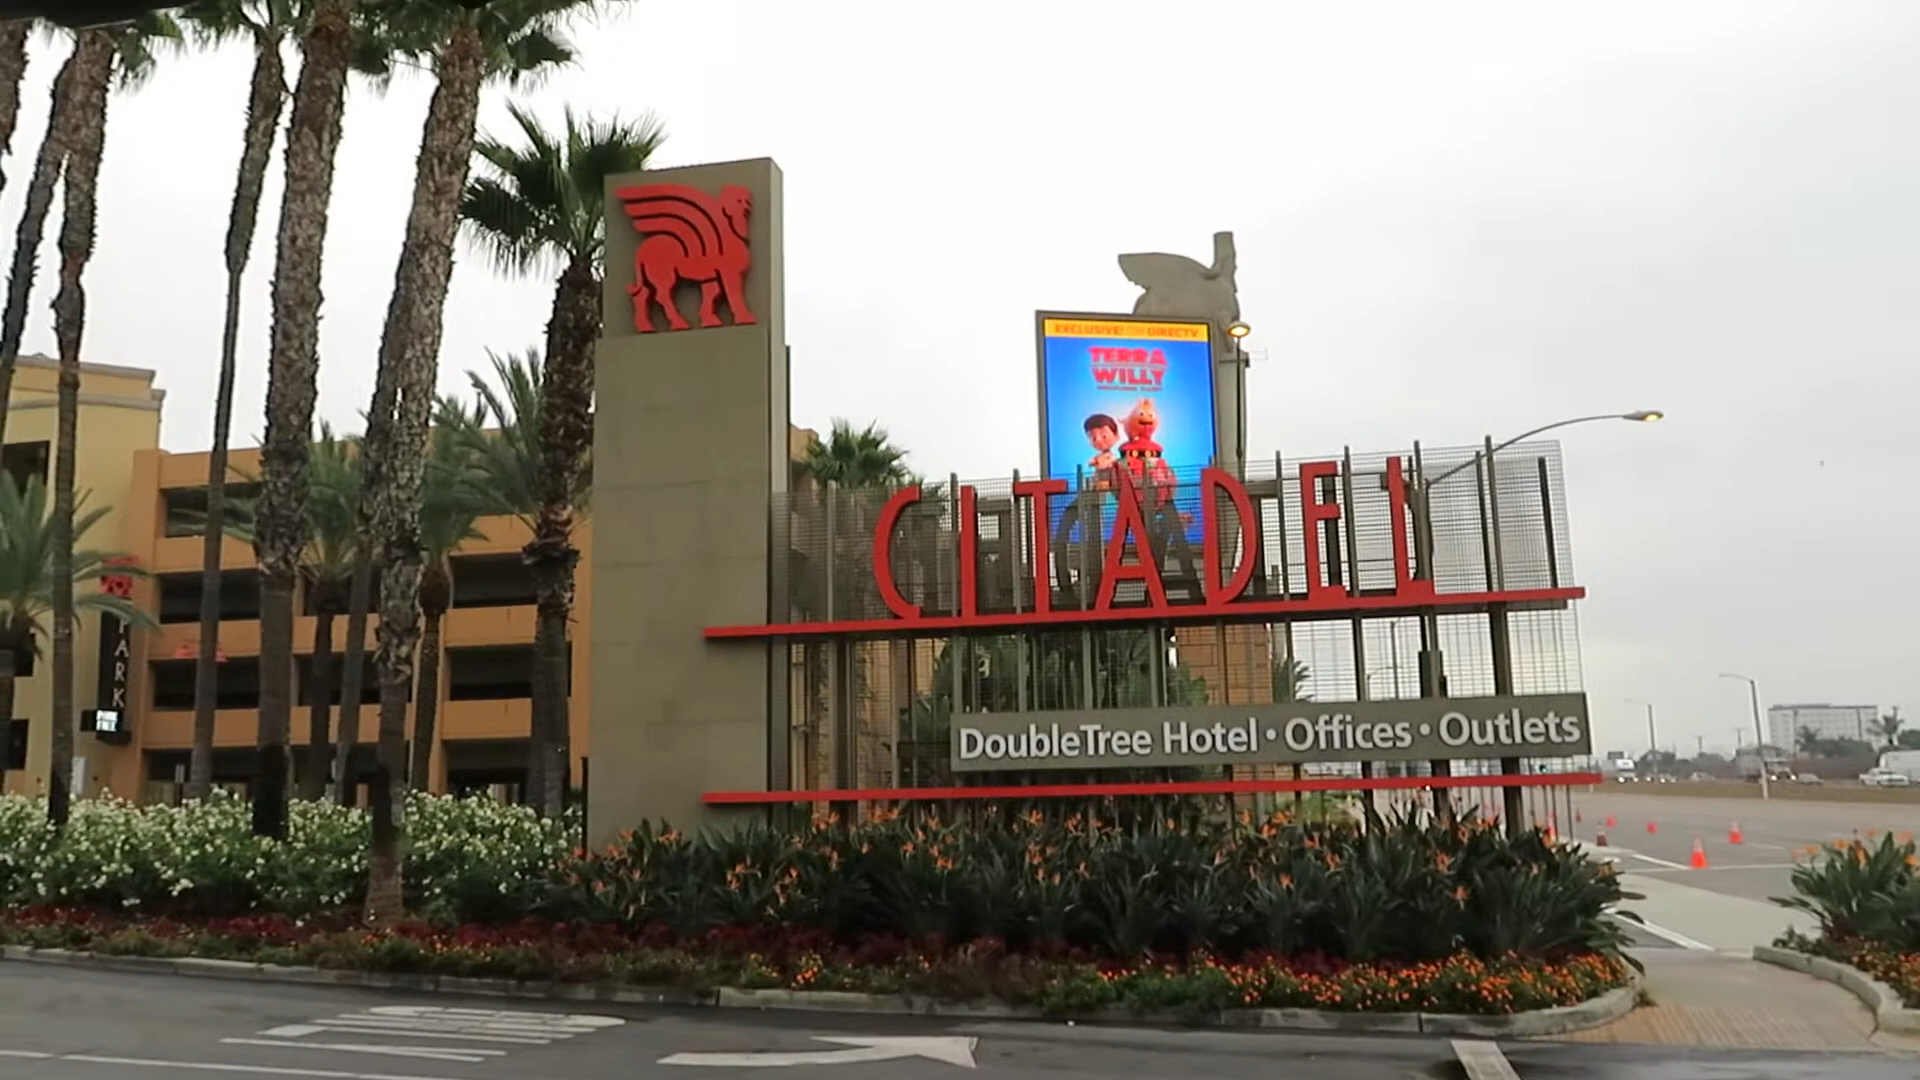 EXCLUSIVE! ON DIRECTV
TERRA
WILLY
CITADEL
DoubleTree Hotel • Offices • Outlets
PARK